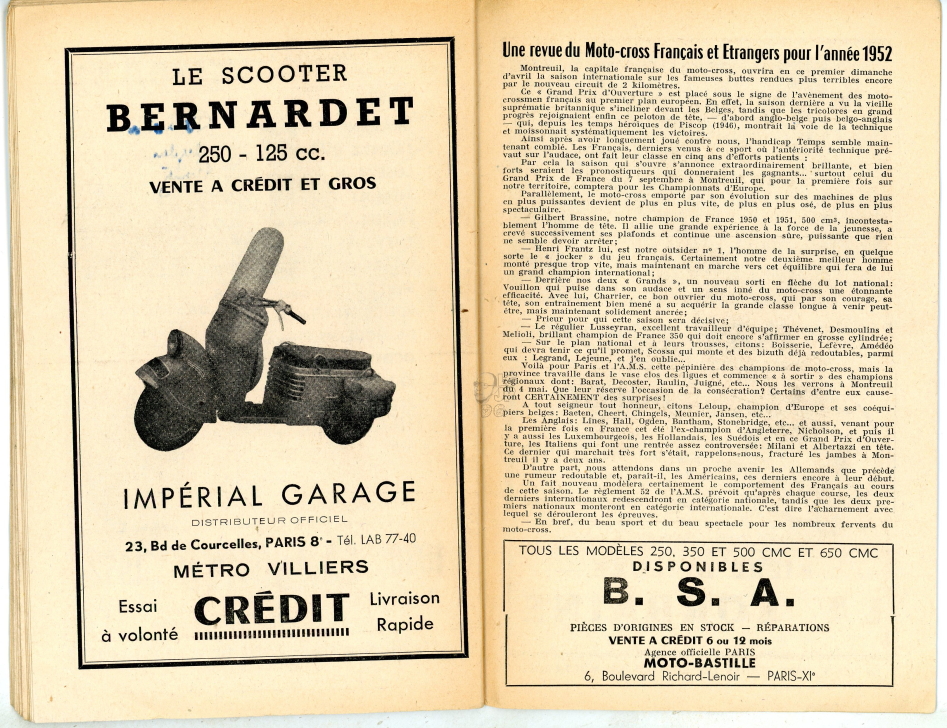 LE SCOOTER
BERNARDET
250 - 125 cc.
VENTE A CRÉDIT ET GROS
IMPÉRIAL GARAGE
DISTRIBUTEUR OFFICIEL
23, Bd de Courcelles, PARIS 8e - Tél. LAB 77-40
MÉTRO VILLIERS
Essai
à volonté
CRÉDIT
Livraison
Rapide
Une revue du Moto-cross Français et Etrangers pour l'année 1952
Montreuil, la capitale française du moto-cross, ouvrira en ce premier dimanche
d'avril la saison internationale sur les fameuses buttes rendues plus terribles encore
par le nouveau circuit de 2 kilomètres.
Ce « Grand Prix d'Ouverture » est placé sous le signe de l'avènement des moto-
crossmen français au premier plan européen. En effet, la saison dernière a vu la vieille
suprématie britannique s'incliner devant les Belges, tandis que les tricolores en grand
progrès rejoignaient enfin ce peloton de tête, — d'abord anglo-belge puis belgo-anglais
— qui, depuis les temps héroïques de Piscop (1946), montrait la voie de la technique
et moissonnait systématiquement les victoires.
Ainsi après avoir longuement joué contre nous, l'handicap Temps semble main-
tenant comblé. Les Français, derniers venus à ce sport où l'antériorité technique pré-
vaut sur l'audace, ont fait leur classe en cinq ans d'efforts patients :
Par cela la saison qui s'ouvre s'annonce extraordinairement brillante, et bien
forts seraient les pronostiqueurs qui donneraient les gagnants... surtout celui du
Grand Prix de France du 7 septembre à Montreuil, qui pour la première fois sur
notre territoire, comptera pour les Championnats d'Europe.
Parallèlement, le moto-cross emporté par son évolution sur des machines de plus
en plus puissantes devient de plus en plus vite, de plus en plus osé, de plus en plus
spectaculaire.
— Gilbert Brassine, notre champion de France 1950 et 1951, 500 cm3, incontesta-
blement l'homme de tête. Il allie une grande expérience à la force de la jeunesse, a
crevé successivement ses plafonds et continue une ascension sûre, puissante que rien
ne semble devoir arrêter;
— Henri Frantz lui, est notre outsider n° 1, l'homme de la surprise, en quelque
sorte le « jocker » du jeu français. Certainement notre deuxième meilleur homme
monté presque trop vite, mais maintenant en marche vers cet équilibre qui fera de lui
un grand champion international;
— Derrière nos deux « Grands », un nouveau sorti en flèche du lot national :
Vouillon qui puise dans son audace et un sens inné du moto-cross une étonnante
efficacité. Avec lui, Charrier, ce bon ouvrier du moto-cross, qui par son courage, sa
tête, son entraînement bien mené a su acquérir la grande classe longue à venir peut-
être, mais maintenant solidement ancrée;
— Prieur pour qui cette saison sera décisive;
— Le régulier Lusseyran, excellent travailleur d'équipe; Thévenet, Desmoulins et
Melioli, brillant champion de France 350 qui doit encore s'affirmer en grosse cylindrée;
— Sur le plan national et à leurs trousses, citons : Boisserie, Lefèvre, Amédéo
qui devra tenir ce qu'il promet, Scossa qui monte et des bizuth déjà redoutables, parmi
eux : Legrand, Lejeune, et j'en oublie...
Voilà pour Paris et l'A.M.S. cette pépinière des champions de moto-cross, mais la
province travaille dans le vase clos des ligues et commence « à sortir » des champions
régionaux dont : Barat, Decoster, Raulin, Juigné, etc... Nous les verrons à Montreuil
du 4 mai. Que leur réserve l'occasion de la consécration? Certains d'entre eux cause-
ront CERTAINEMENT des surprises!
A tout seigneur tout honneur, citons Leloup, champion d'Europe et ses coéqui-
piers belges : Baeten, Cheert, Chingels, Meunier, Jansen, etc...
Les Anglais : Lines, Hall, Ogden, Bantham, Stonebridge, etc... et aussi, venant pour
la première fois en France cet été l'ex-champion d'Angleterre, Nicholson, et puis il
y a aussi les Luxembourgeois, les Hollandais, les Suédois et en ce Grand Prix d'Ouver-
ture, les Italiens qui font une rentrée assez controversée : Milani et Albertazzi en tête.
Ce dernier qui marchait très fort s'était, rappelons-nous, fracturé les jambes à Mon-
treuil il y a deux ans.
D'autre part, nous attendons dans un proche avenir les Allemands que précède
une rumeur redoutable et, paraît-il, les Américains, ces derniers encore à leur début.
Un fait nouveau modèlera certainement le comportement des Français au cours
de cette saison. Le règlement 52 de l'A.M.S. prévoit qu'après chaque course, les deux
derniers internationaux redescendront en catégorie nationale, tandis que les deux pre-
miers nationaux monteront en catégorie internationale. C'est dire l'acharnement avec
lequel se dérouleront les épreuves.
— En bref, du beau sport et du beau spectacle pour les nombreux fervents du
moto-cross.
TOUS LES MODÈLES 250, 350 ET 500 CMC ET 650 CMC
DISPONIBLES
B. S. A.
PIÈCES D'ORIGINES EN STOCK — RÉPARATIONS
VENTE A CRÉDIT 6 ou 12 mois
Agence officielle PARIS
MOTO-BASTILLE
6, Boulevard Richard-Lenoir — PARIS-XIe